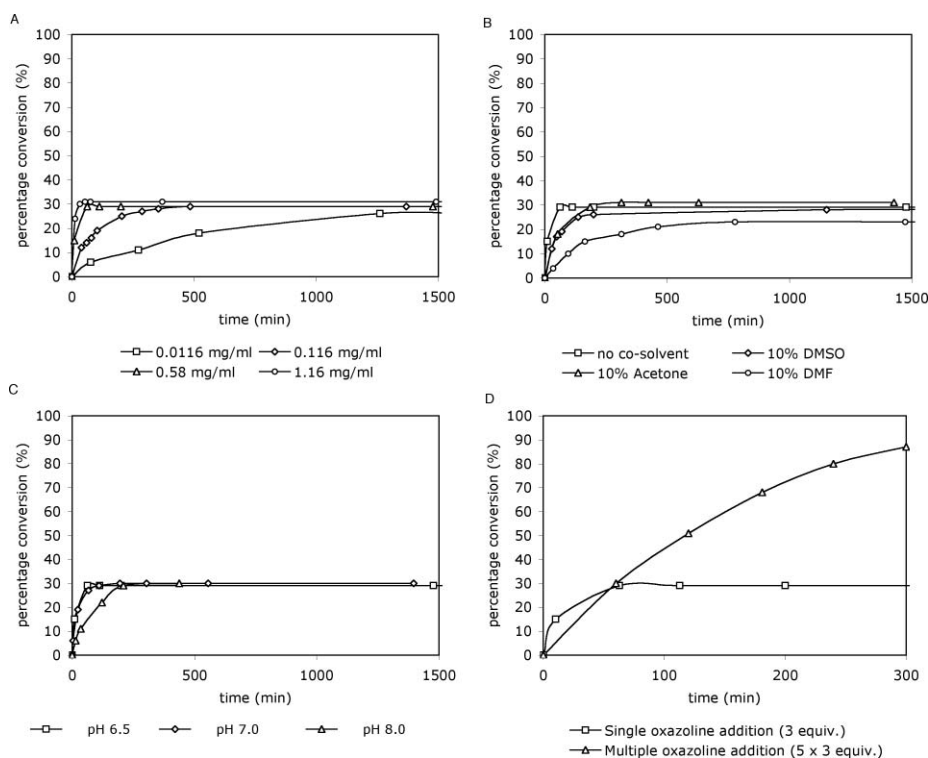 A
percentage conversion (%)
100
90
80
70
60
50
40
30
20
10
0
0 500 1000 1500
time (min)
0.0116 mg/ml 0.116 mg/ml
0.58 mg/ml 1.16 mg/ml
B
percentage conversion (%)
100
90
80
70
60
50
40
30
20
10
0
0 500 1000 1500
time (min)
no co-solvent 10% DMSO
10% Acetone 10% DMF
C
percentage conversion (%)
100
90
80
70
60
50
40
30
20
10
0
0 500 1000 1500
time (min)
pH 6.5 pH 7.0 pH 8.0
D
percentage conversion (%)
100
90
80
70
60
50
40
30
20
10
0
0 100 200 300
time (min)
Single oxazoline addition (3 equiv.)
Multiple oxazoline addition (5 x 3 equiv.)